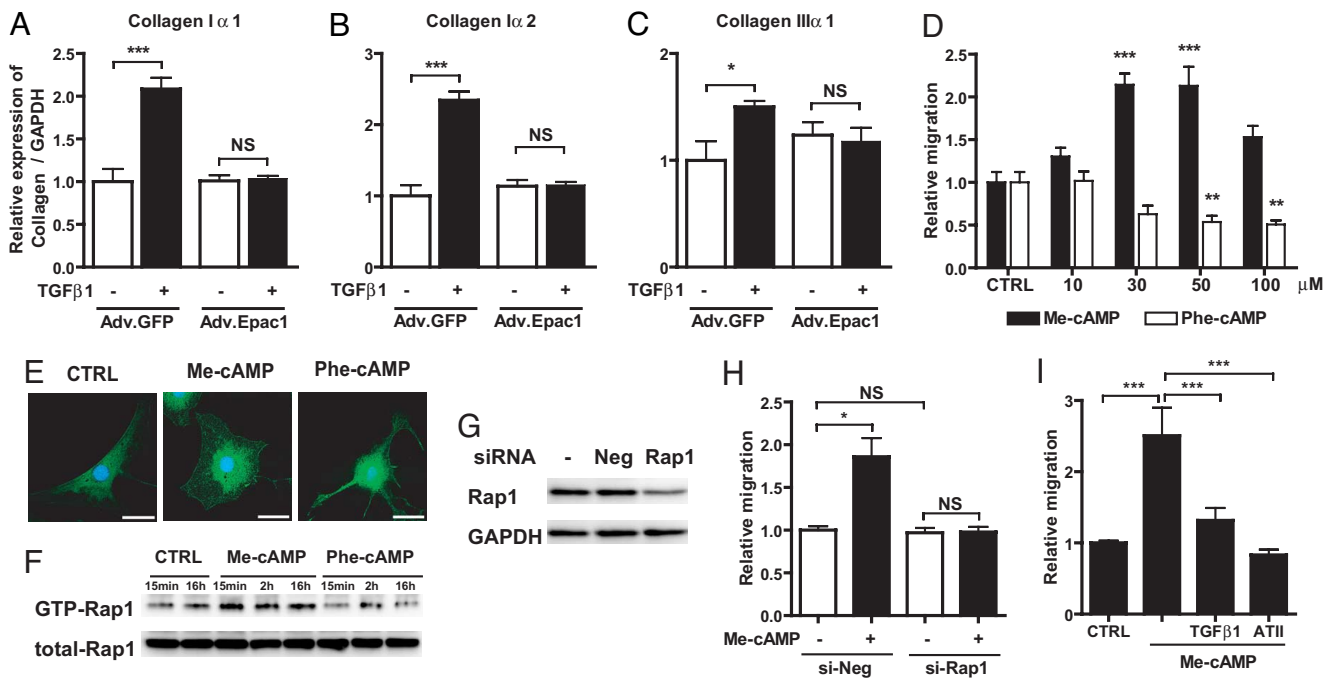 A
Collagen I α 1
Relative expression of
Collagen / GAPDH
2.5
2.0
1.5
1.0
0.5
0.0
***
NS
TGFβ1 - + - +
Adv.GFP Adv.Epac1
B
Collagen Iα 2
3
2
1
0
***
NS
TGFβ1 - + - +
Adv.GFP Adv.Epac1
C
Collagen IIIα 1
2
1
0
*
NS
TGFβ1 - + - +
Adv.GFP Adv.Epac1
D
Relative migration
2.5
2.0
1.5
1.0
0.5
0.0
*** ***
** **
CTRL 10 30 50 100 μM
Me-cAMP Phe-cAMP
E
CTRL Me-cAMP Phe-cAMP
F
CTRL Me-cAMP Phe-cAMP
15min 16h 15min 2h 16h 15min 2h 16h
GTP-Rap1
total-Rap1
G
siRNA - Neg Rap1
Rap1
GAPDH
H
Relative migration
2.5
2.0
1.5
1.0
0.5
0.0
NS
*
NS
Me-cAMP - + - +
si-Neg si-Rap1
I
Relative migration
3
2
1
0
***
*** ***
CTRL TGFβ1 ATII
Me-cAMP